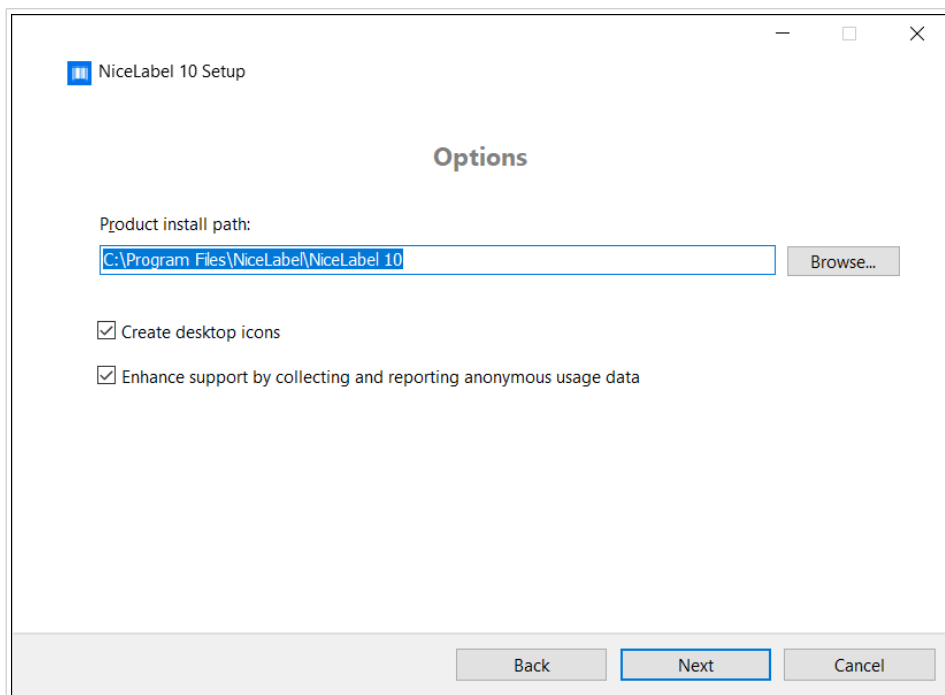 NiceLabel 10 Setup
Options
Product install path:
C:\Program Files\NiceLabel\NiceLabel 10
Browse...
Create desktop icons
Enhance support by collecting and reporting anonymous usage data
Back
Next
Cancel